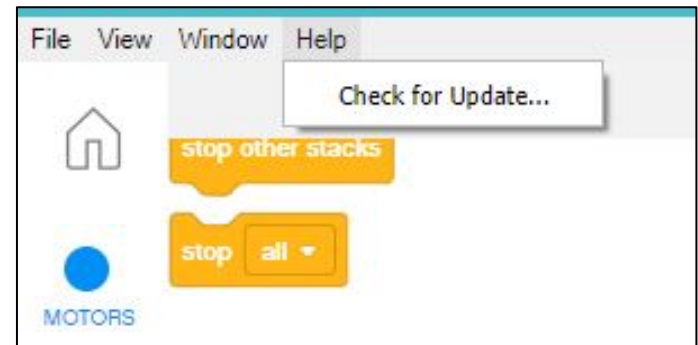 File View Window Help
Check for Update...
stop other stacks
stop all
MOTORS